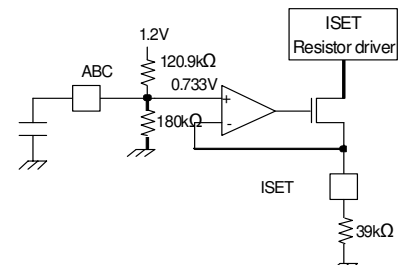 ISET
Resistor driver
1.2V
120.9kΩ
ABC
0.733V
+
180kΩ
-
ISET
39kΩ